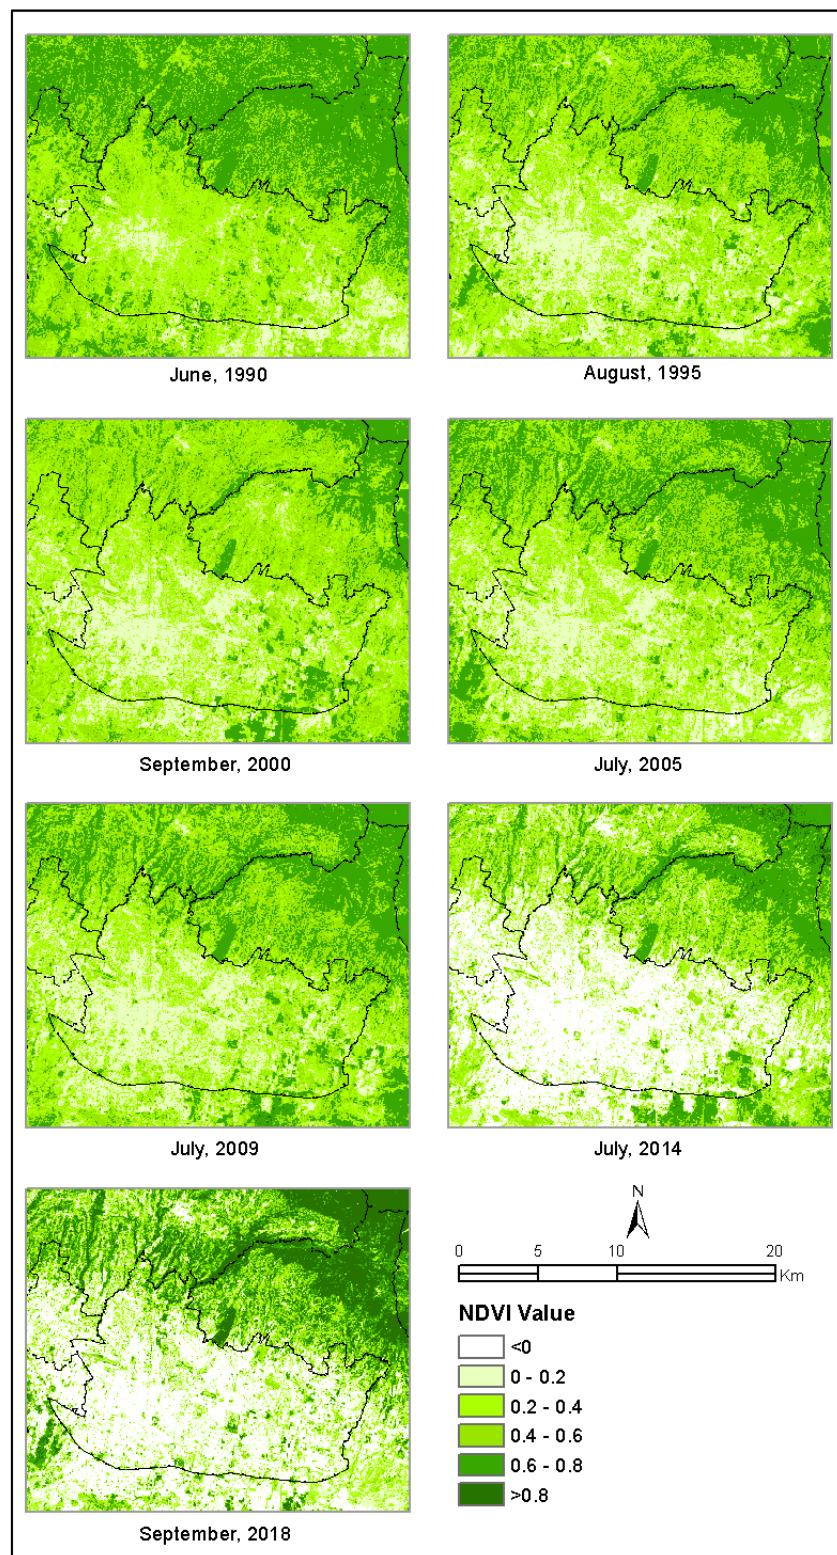 June, 1990
August, 1995
September, 2000
July, 2005
July, 2009
July, 2014
September, 2018
N
0 5 10 20
Km
NDVI Value
<0
0 - 0.2
0.2 - 0.4
0.4 - 0.6
0.6 - 0.8
>0.8